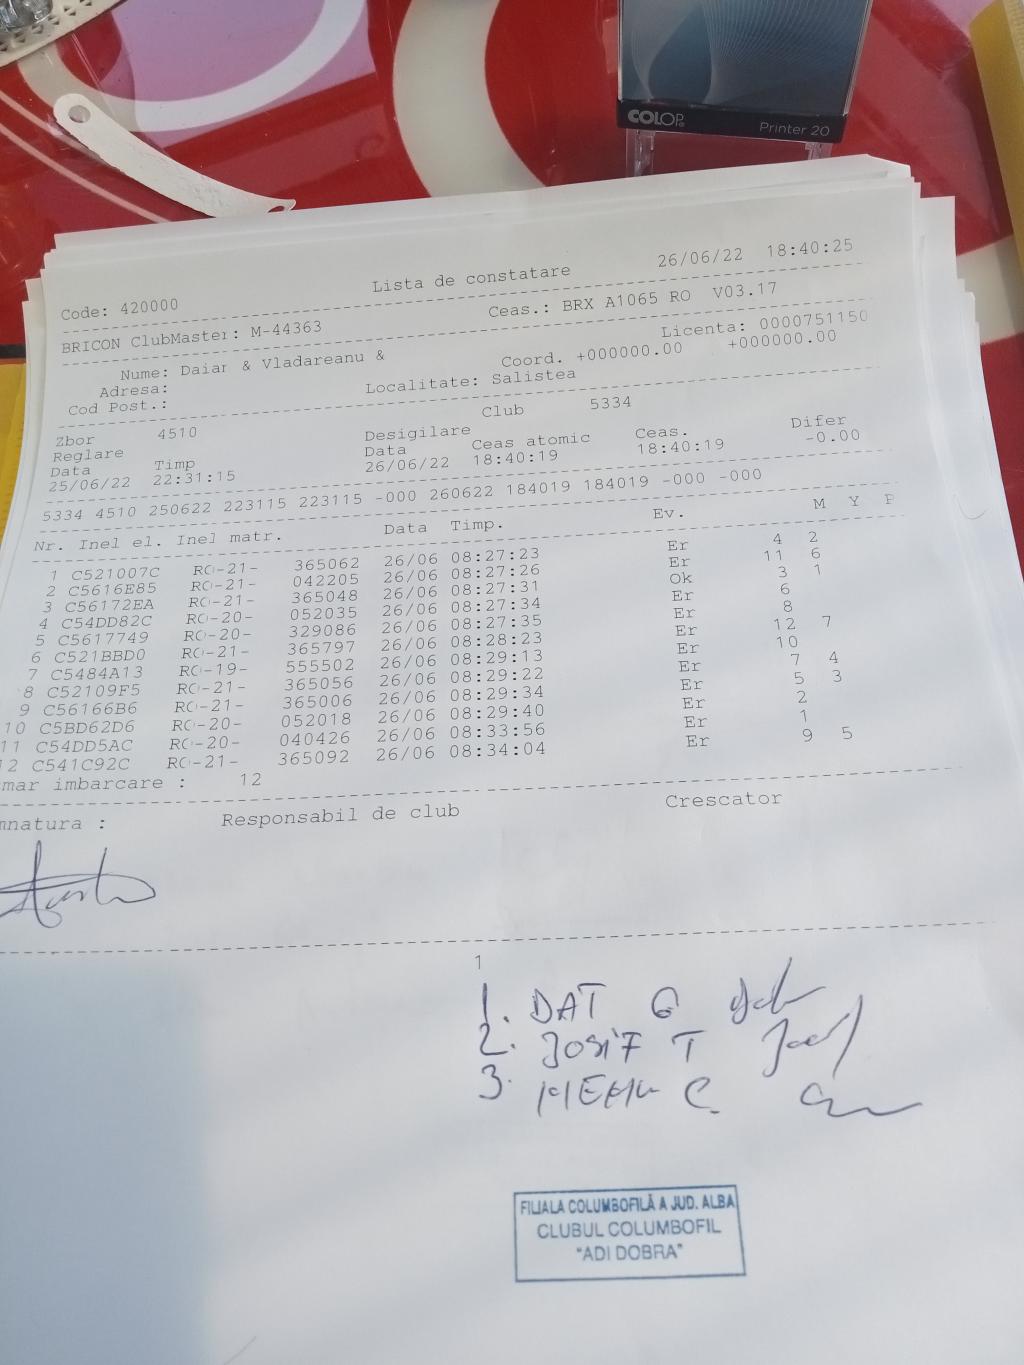 COLOP
Printer 20
Lista de constatare 26/06/22 18:40:25
Code: 420000
BRICON ClubMaster: M-44363 Ceas.: BRX A1065 RO V03.17
Licenta: 0000751150
Nume: Daiar & Vladareanu & Coord. +000000.00 +000000.00
Adresa:
Cod Post.: Localitate: Salistea
Club 5334
Zbor 4510
Reglare Desigilare
Data Timp Data Ceas atomic Ceas. Difer
25/06/22 22:31:15 26/06/22 18:40:19 18:40:19 -0.00
5334 4510 250622 223115 223115 -000 260622 184019 184019 -000 -000
Nr. Inel el. Inel matr. Data Timp. Ev. M Y P
1 C521007C RO-21- 365062 26/06 08:27:23 Er 4 2
2 C5616E85 RO-21- 042205 26/06 08:27:26 Er 11 6
3 C56172EA RO-21- 365048 26/06 08:27:31 Ok 3 1
4 C54DD82C RO-20- 052035 26/06 08:27:34 Er 6
5 C5617749 RO-20- 329086 26/06 08:27:35 Er 8
6 C521BBD0 RO-21- 365797 26/06 08:28:23 Er 12 7
7 C5484A13 RO-19- 555502 26/06 08:29:13 Er 10
8 C52109F5 RO-21- 365056 26/06 08:29:22 Er 7 4
9 C56166B6 RO-21- 365006 26/06 08:29:34 Er 5 3
10 C5BD62D6 RO-20- 052018 26/06 08:29:40 Er 2
11 C54DD5AC RO-20- 040426 26/06 08:33:56 Er 1
12 C541C92C RO-21- 365092 26/06 08:34:04 Er 9 5
mar imbarcare : 12
mnatura : Responsabil de club Crescator
1
1. DAT G
2. IOSIF T
3.
FILIALA COLUMBOFILĂ A JUD. ALBA
CLUBUL COLUMBOFIL
"ADI DOBRA"